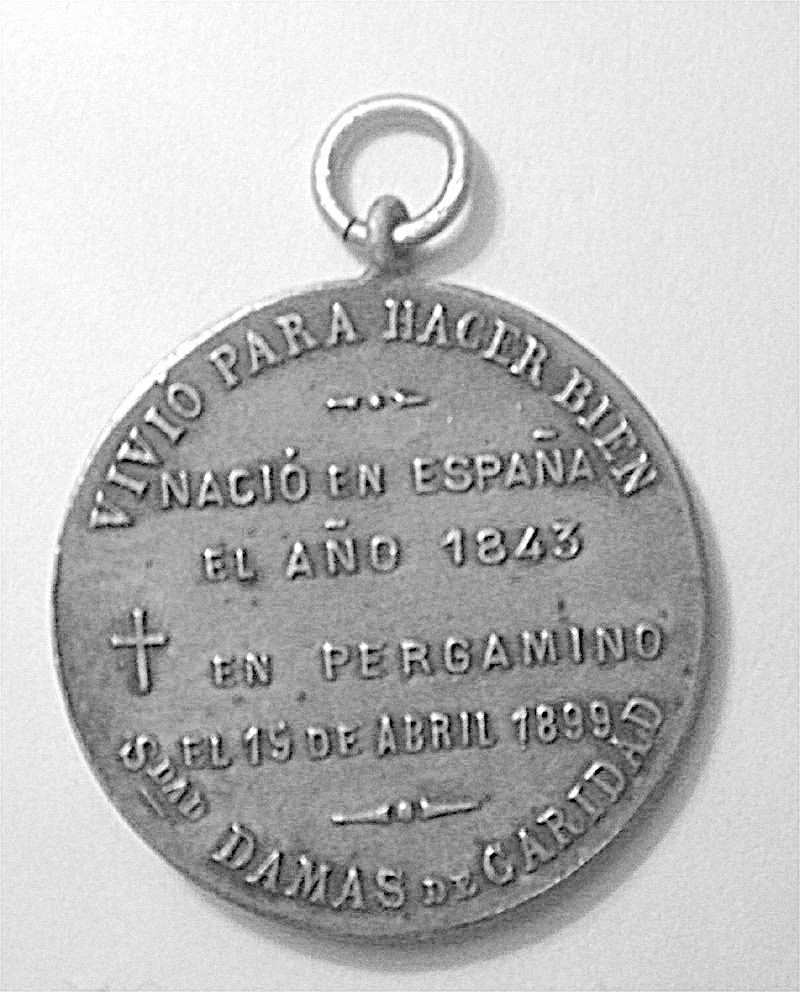 VIVIÓ PARA HACER BIEN
NACIÓ EN ESPAÑA
EL AÑO 1843
EN PERGAMINO
EL 15 DE ABRIL 1899
SDAD DAMAS DE CARIDAD